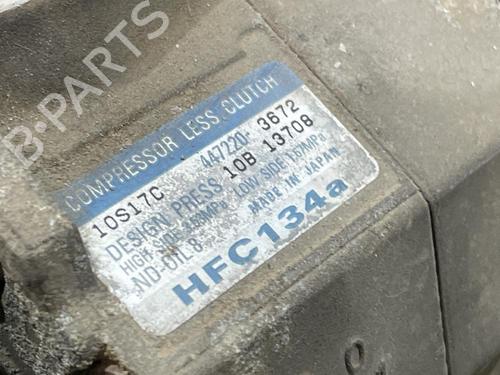 B-PARTS
COMPRESSOR LESS CLUTCH
10S17C 447220- 3672
DESIGN PRESS 10B 13708
HIGH SIDE LOW SIDE
ND-OIL 8 MADE IN JAPAN
HFC134a